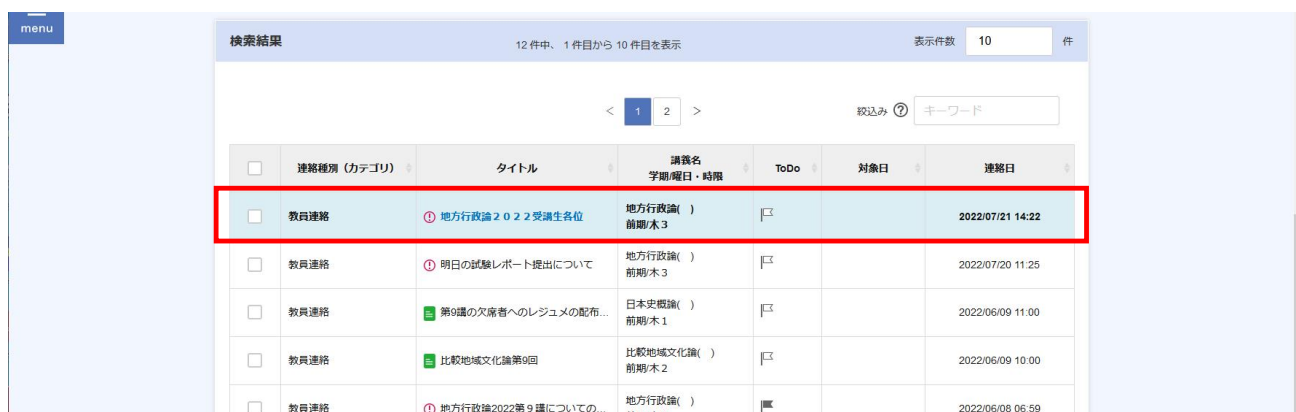 menu
検索結果
12 件中、 1 件目から 10 件目を表示
表示件数 10 件
< 1 2 >
絞込み ? キーワード
連絡種別（カテゴリ） タイトル 講義名 ToDo 対象日 連絡日
学期/曜日・時限
教員連絡 地方行政論２０２２受講生各位 地方行政論( ) 2022/07/21 14:22
前期/木３
教員連絡 明日の試験レポート提出について 地方行政論( ) 2022/07/20 11:25
前期/木３
教員連絡 第9講の欠席者へのレジュメの配布... 日本史概論( ) 2022/06/09 11:00
前期/木１
教員連絡 比較地域文化論第9回 比較地域文化論( ) 2022/06/09 10:00
前期/木２
教員連絡 地方行政論2022第９講についての... 地方行政論( ) 2022/06/08 06:59